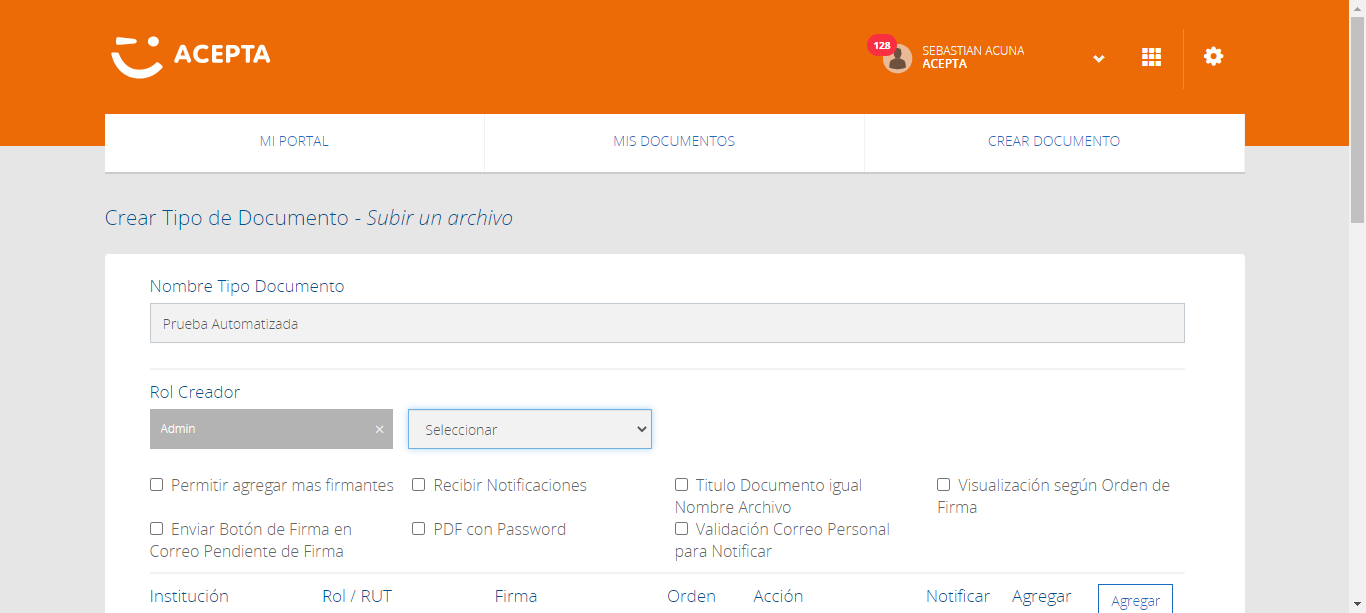 ACEPTA
128
SEBASTIAN ACUNA
ACEPTA
MI PORTAL
MIS DOCUMENTOS
CREAR DOCUMENTO
Crear Tipo de Documento - Subir un archivo
Nombre Tipo Documento
Prueba Automatizada
Rol Creador
Admin ×
Seleccionar
Permitir agregar mas firmantes
Recibir Notificaciones
Titulo Documento igual
Nombre Archivo
Visualización según Orden de
Firma
Enviar Botón de Firma en
Correo Pendiente de Firma
PDF con Password
Validación Correo Personal
para Notificar
Institución
Rol / RUT
Firma
Orden
Acción
Notificar
Agregar
Agregar